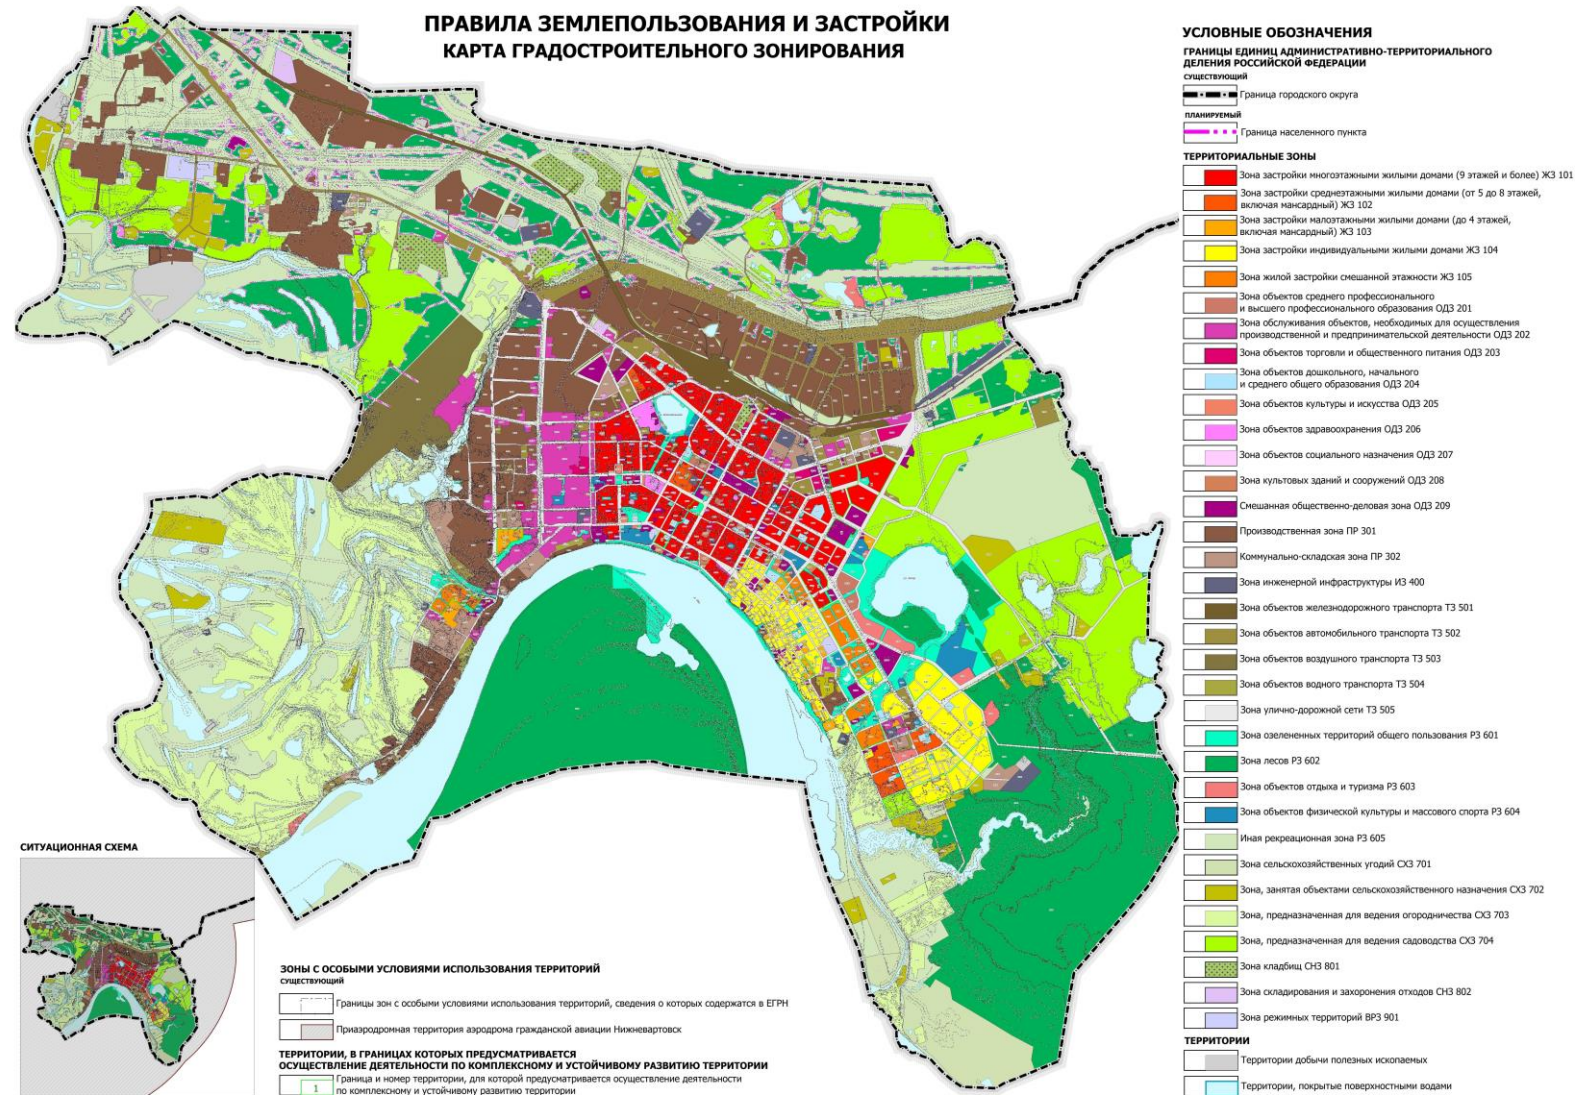 ПРАВИЛА ЗЕМЛЕПОЛЬЗОВАНИЯ И ЗАСТРОЙКИ
КАРТА ГРАДОСТРОИТЕЛЬНОГО ЗОНИРОВАНИЯ
УСЛОВНЫЕ ОБОЗНАЧЕНИЯ
ГРАНИЦЫ ЕДИНИЦ АДМИНИСТРАТИВНО-ТЕРРИТОРИАЛЬНОГО
ДЕЛЕНИЯ РОССИЙСКОЙ ФЕДЕРАЦИИ
СУЩЕСТВУЮЩИЙ
Граница городского округа
ПЛАНИРУЕМЫЙ
Граница населенного пункта
ТЕРРИТОРИАЛЬНЫЕ ЗОНЫ
Зона застройки многоэтажными жилыми домами (9 этажей и более) ЖЗ 101
Зона застройки среднеэтажными жилыми домами (от 5 до 8 этажей,
включая мансардный) ЖЗ 102
Зона застройки малоэтажными жилыми домами (до 4 этажей,
включая мансардный) ЖЗ 103
Зона застройки индивидуальными жилыми домами ЖЗ 104
Зона жилой застройки смешанной этажности ЖЗ 105
Зона объектов среднего профессионального
и высшего профессионального образования ОДЗ 201
Зона обслуживания объектов, необходимых для осуществления
производственной и предпринимательской деятельности ОДЗ 202
Зона объектов торговли и общественного питания ОДЗ 203
Зона объектов дошкольного, начального
и среднего общего образования ОДЗ 204
Зона объектов культуры и искусства ОДЗ 205
Зона объектов здравоохранения ОДЗ 206
Зона объектов социального назначения ОДЗ 207
Зона культовых зданий и сооружений ОДЗ 208
Смешанная общественно-деловая зона ОДЗ 209
Производственная зона ПР 301
Коммунально-складская зона ПР 302
Зона инженерной инфраструктуры ИЗ 400
Зона объектов железнодорожного транспорта ТЗ 501
Зона объектов автомобильного транспорта ТЗ 502
Зона объектов воздушного транспорта ТЗ 503
Зона объектов водного транспорта ТЗ 504
Зона улично-дорожной сети ТЗ 505
Зона озелененных территорий общего пользования РЗ 601
Зона лесов РЗ 602
Зона объектов отдыха и туризма РЗ 603
Зона объектов физической культуры и массового спорта РЗ 604
Иная рекреационная зона РЗ 605
Зона сельскохозяйственных угодий СХЗ 701
Зона, занятая объектами сельскохозяйственного назначения СХЗ 702
Зона, предназначенная для ведения огородничества СХЗ 703
Зона, предназначенная для ведения садоводства СХЗ 704
Зона кладбищ СНЗ 801
Зона складирования и захоронения отходов СНЗ 802
Зона режимных территорий ВРЗ 901
ТЕРРИТОРИИ
Территории добычи полезных ископаемых
Территории, покрытые поверхностными водами
СИТУАЦИОННАЯ СХЕМА
ЗОНЫ С ОСОБЫМИ УСЛОВИЯМИ ИСПОЛЬЗОВАНИЯ ТЕРРИТОРИЙ
СУЩЕСТВУЮЩИЙ
Границы зон с особыми условиями использования территорий, сведения о которых содержатся в ЕГРН
Приаэродромная территория аэродрома гражданской авиации Нижневартовск
ТЕРРИТОРИИ, В ГРАНИЦАХ КОТОРЫХ ПРЕДУСМАТРИВАЕТСЯ
ОСУЩЕСТВЛЕНИЕ ДЕЯТЕЛЬНОСТИ ПО КОМПЛЕКСНОМУ И УСТОЙЧИВОМУ РАЗВИТИЮ ТЕРРИТОРИИ
1
Граница и номер территории, для которой предусматривается осуществление деятельности
по комплексному и устойчивому развитию территории